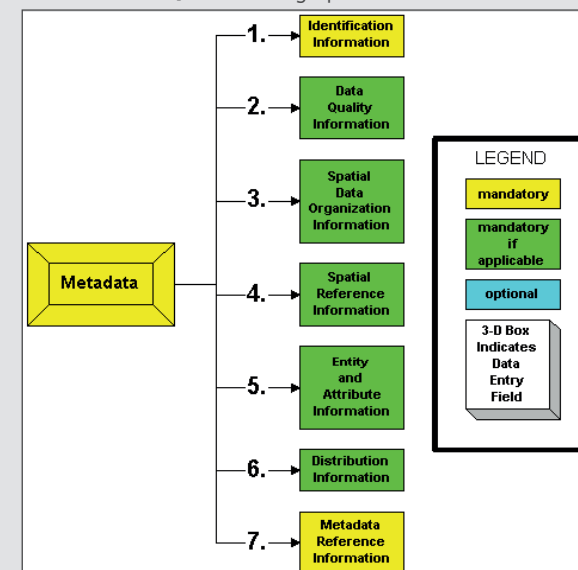 1.
Identification
Information
2.
Data
Quality
Information
3.
Spatial
Data
Organization
Information
Metadata
4.
Spatial
Reference
Information
5.
Entity
and
Attribute
Information
6.
Distribution
Information
7.
Metadata
Reference
Information
LEGEND
mandatory
mandatory
if
applicable
optional
3-D Box
Indicates
Data
Entry
Field